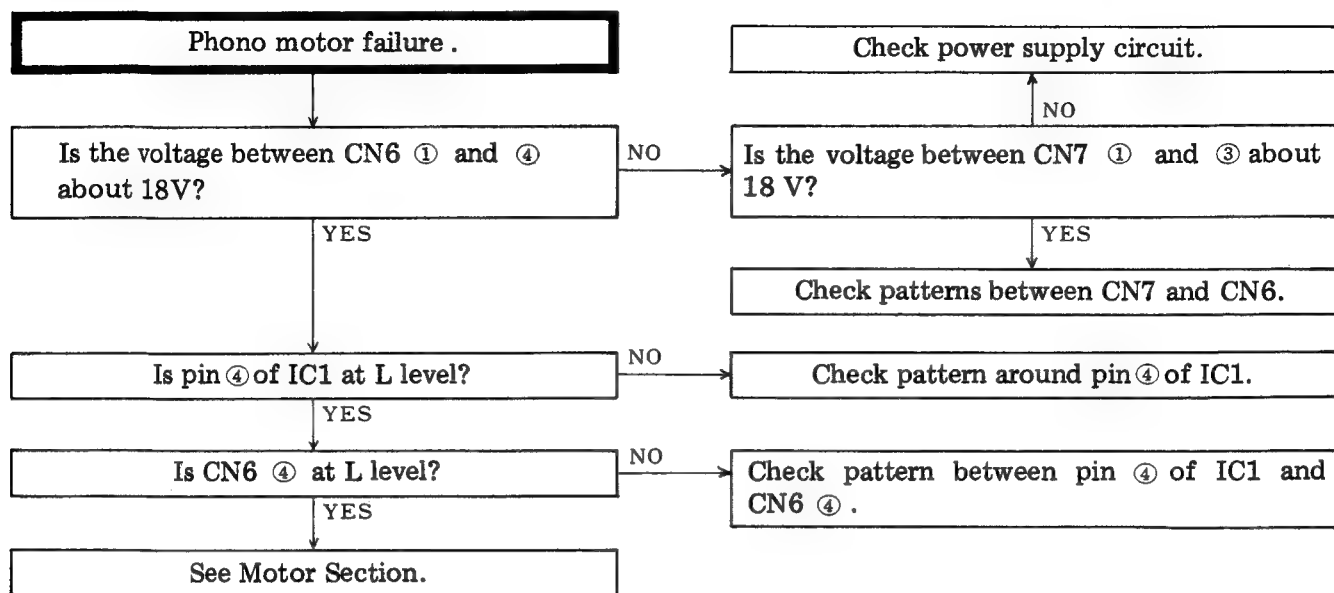 Phono motor failure.
Check power supply circuit.
NO
Is the voltage between CN6 ① and ④
about 18V?
NO
Is the voltage between CN7 ① and ③ about
18 V?
YES
YES
Check patterns between CN7 and CN6.
Is pin ④ of IC1 at L level?
NO
Check pattern around pin ④ of IC1.
YES
Is CN6 ④ at L level?
NO
Check pattern between pin ④ of IC1 and
CN6 ④ .
YES
See Motor Section.